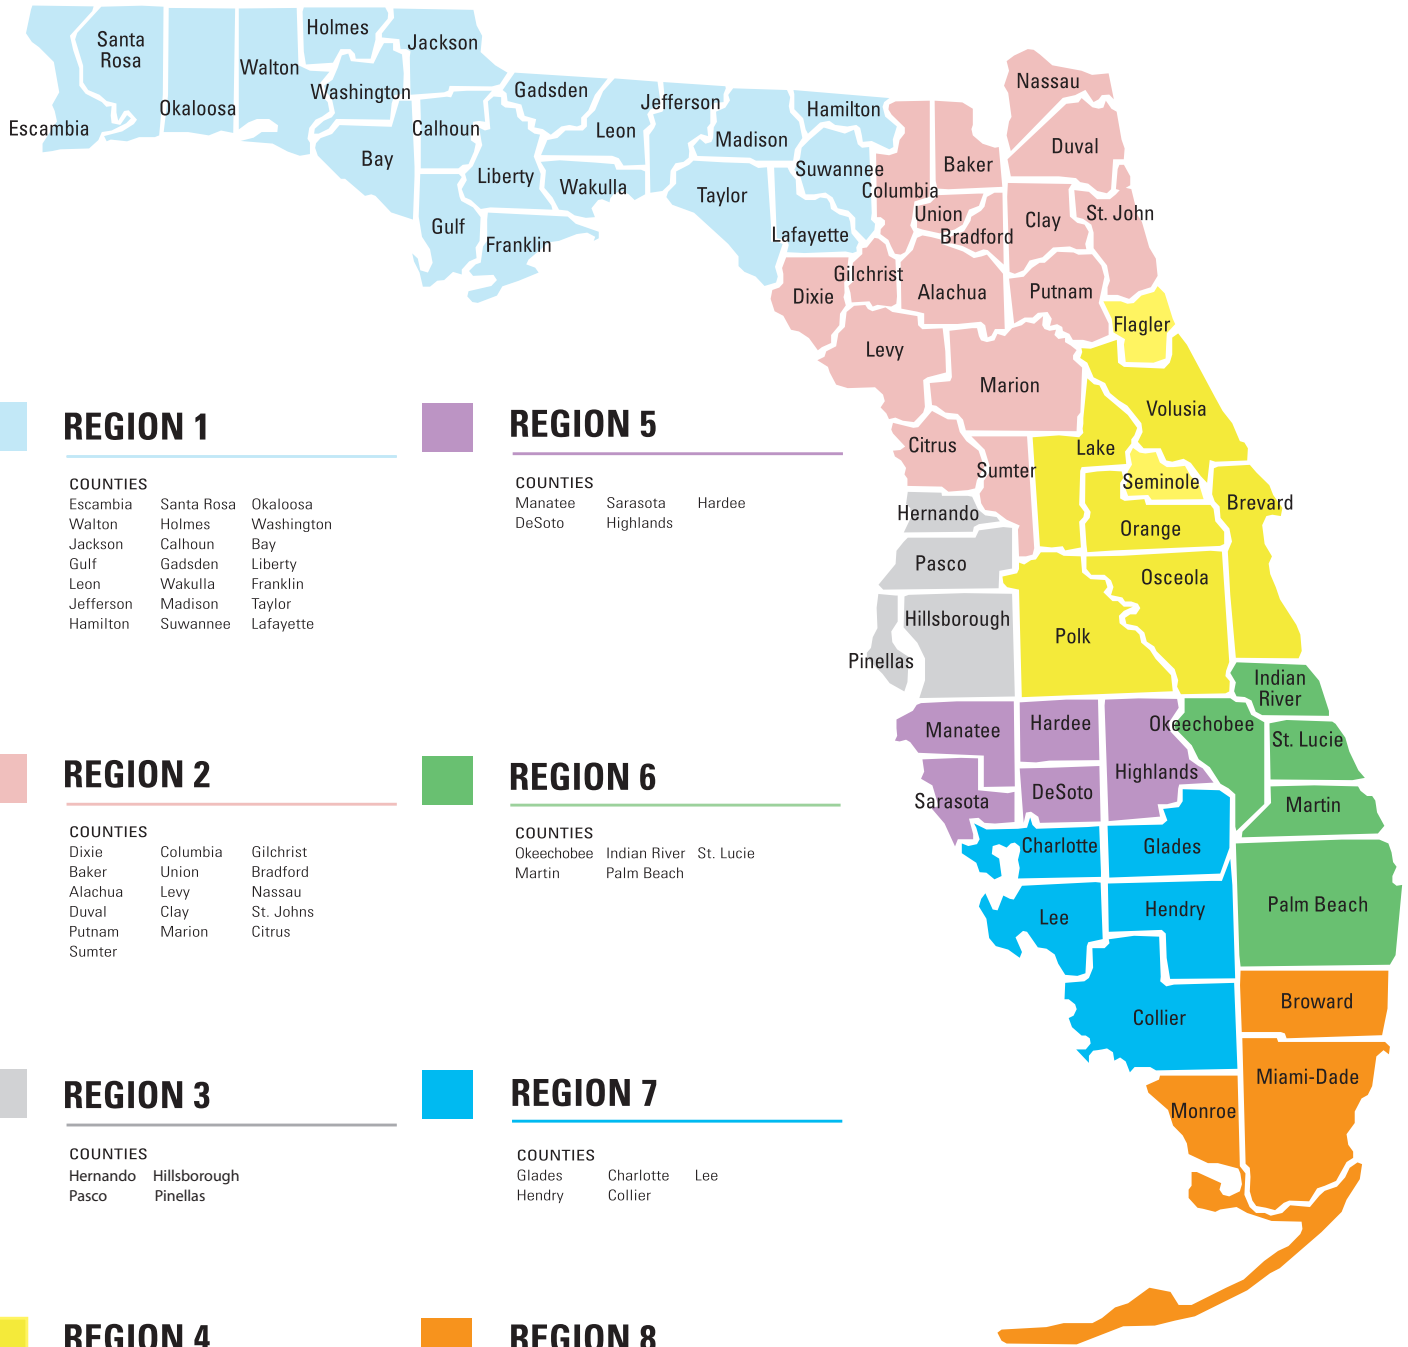 Holmes
Santa
Rosa
Jackson
Walton
Washington
Okaloosa
Escambia
Gadsden
Jefferson
Hamilton
Calhoun
Leon
Madison
Bay
Liberty
Wakulla
Suwannee
Taylor
Gulf
Franklin
Lafayette
Nassau
Duval
Baker
Columbia
Union
Bradford
Clay
St. John
Gilchrist
Dixie
Alachua
Putnam
Flagler
Levy
Marion
Volusia
Citrus
Sumter
Lake
Seminole
Brevard
Hernando
Orange
Pasco
Osceola
Hillsborough
Polk
Pinellas
Indian
River
Manatee
Hardee
Okeechobee
St. Lucie
Highlands
Sarasota
DeSoto
Martin
Charlotte
Glades
Lee
Hendry
Palm Beach
Collier
Broward
Miami-Dade
Monroe
REGION 1
COUNTIES
Escambia Santa Rosa Okaloosa
Walton Holmes Washington
Jackson Calhoun Bay
Gulf Gadsden Liberty
Leon Wakulla Franklin
Jefferson Madison Taylor
Hamilton Suwannee Lafayette
REGION 5
COUNTIES
Manatee Sarasota Hardee
DeSoto Highlands
REGION 2
COUNTIES
Dixie Columbia Gilchrist
Baker Union Bradford
Alachua Levy Nassau
Duval Clay St. Johns
Putnam Marion Citrus
Sumter
REGION 6
COUNTIES
Okeechobee Indian River St. Lucie
Martin Palm Beach
REGION 3
COUNTIES
Hernando Hillsborough
Pasco Pinellas
REGION 7
COUNTIES
Glades Charlotte Lee
Hendry Collier
REGION 4
REGION 8